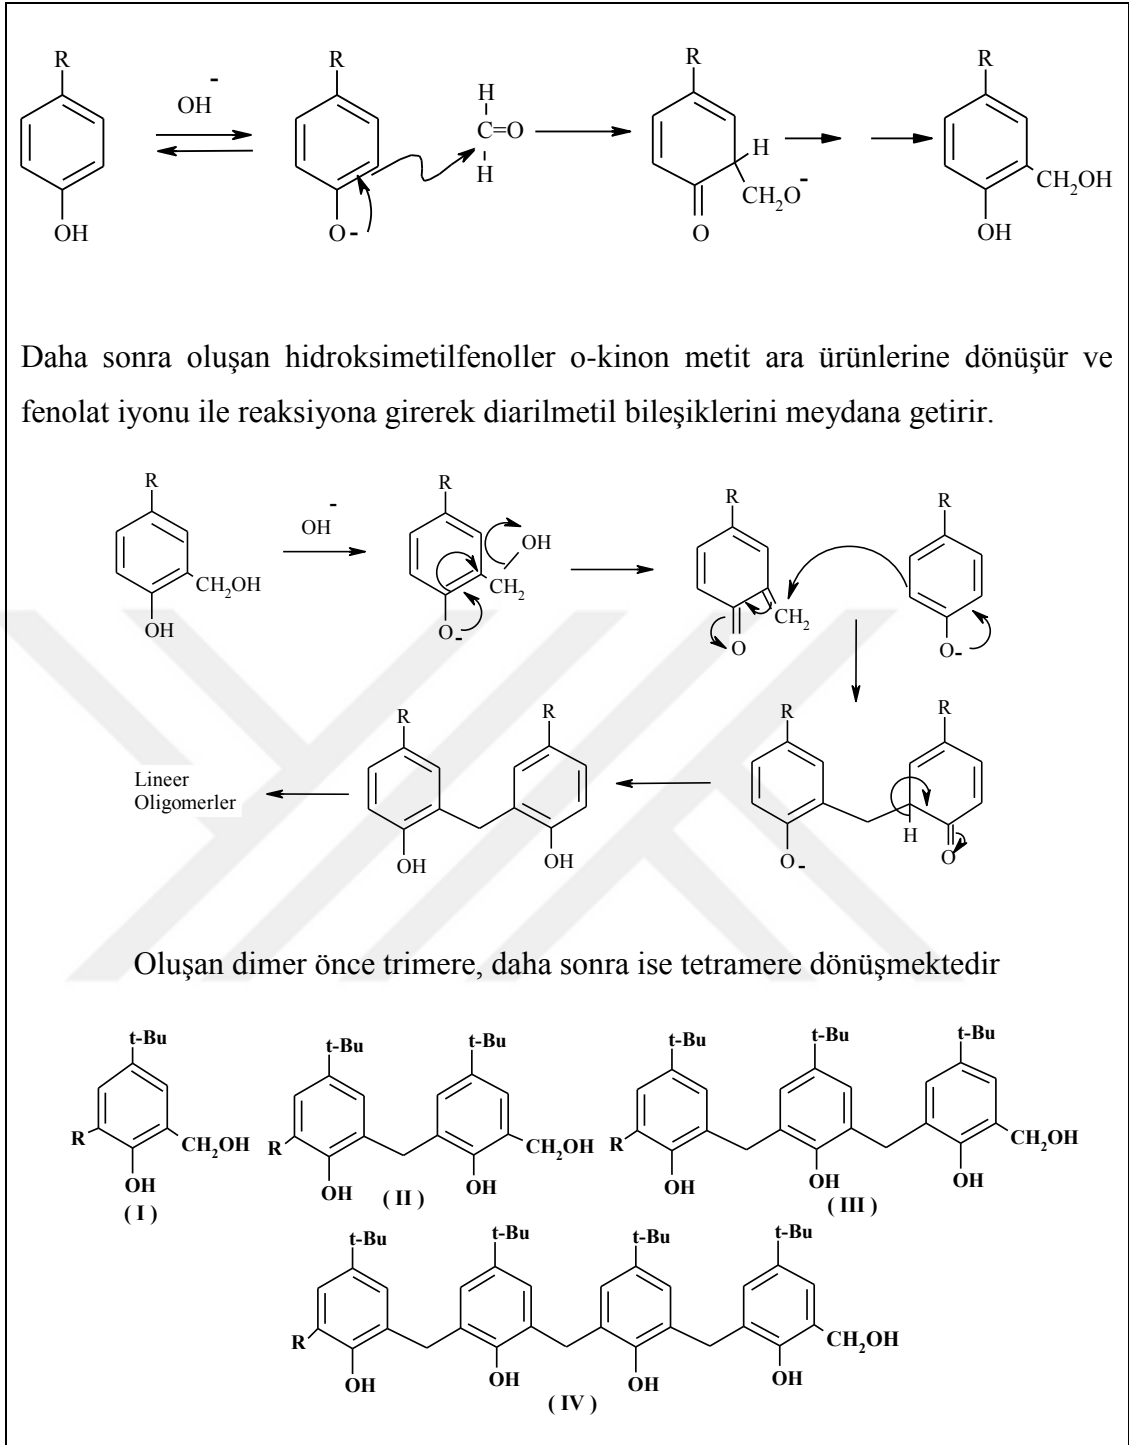 R R H R R
OH-
C=O
H
H
CH2O-
CH2OH
OH O- O OH
Daha sonra oluşan hidroksimetilfenoller o-kinon metit ara ürünlerine dönüşür ve
fenolat iyonu ile reaksiyona girerek diarilmetil bileşiklerini meydana getirir.
R R R R
OH- OH
CH2OH CH2 CH2
OH O- O O-
R R R R
Lineer
Oligomerler
OH OH O- H O
Oluşan dimer önce trimere, daha sonra ise tetramere dönüşmektedir
t-Bu t-Bu t-Bu t-Bu t-Bu t-Bu
R CH2OH R CH2OH R CH2OH
OH OH OH OH OH OH
( I ) ( II ) ( III )
t-Bu t-Bu t-Bu t-Bu
R CH2OH
OH OH OH OH
( IV )